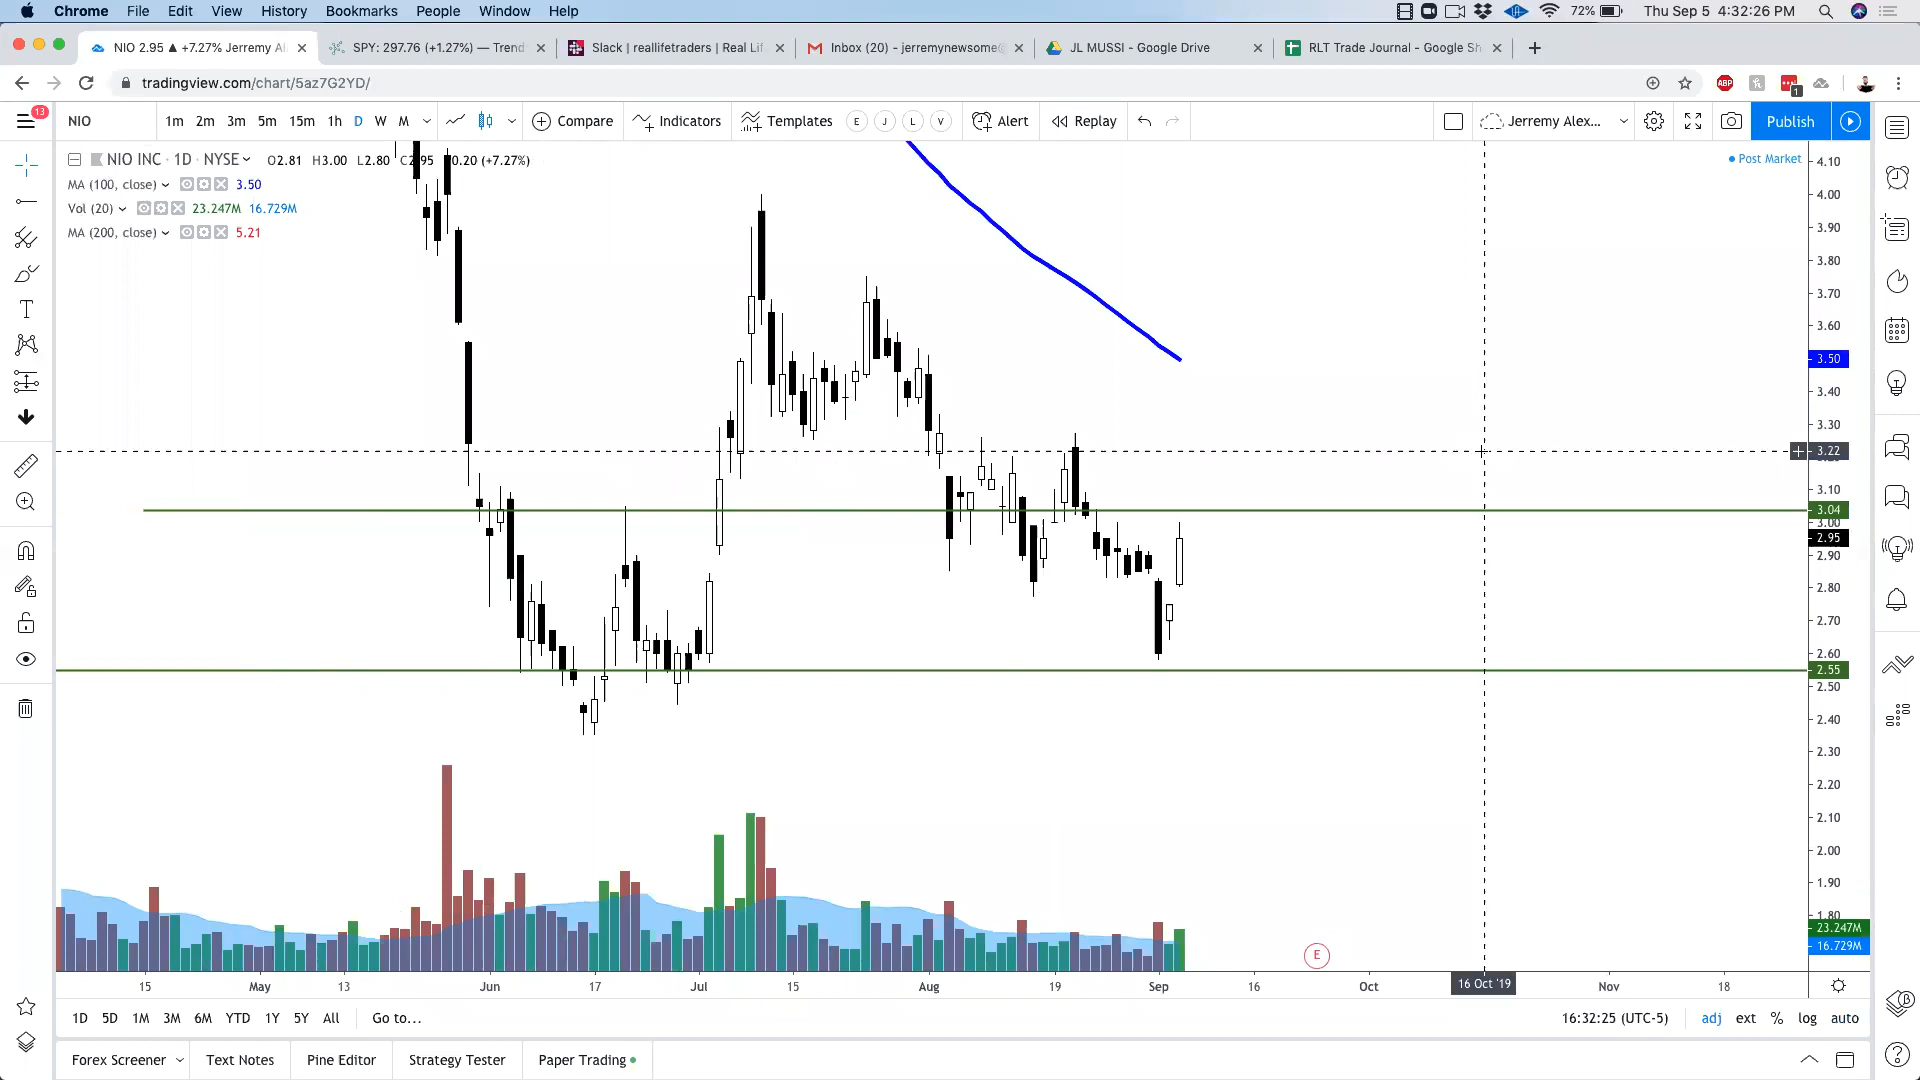 Chrome File Edit View History Bookmarks People Window Help 72% Thu Sep 5 4:32:26 PM
NIO 2.95 ▲ +7.27% Jerremy Al SPY: 297.76 (+1.27%) — Trend Slack | reallifetraders | Real Lif Inbox (20) - jerremynewsome@ JL MUSSI - Google Drive RLT Trade Journal - Google Sh
tradingview.com/chart/5az7G2YD/ ABP 1
13 NIO 1m 2m 3m 5m 15m 1h D W M Compare Indicators Templates E J L V Alert Replay Jerremy Alex... Publish
NIO INC · 1D · NYSE O2.81 H3.00 L2.80 C2.95 0.20 (+7.27%) Post Market
MA (100, close) 3.50
Vol (20) 23.247M 16.729M
MA (200, close) 5.21
4.10
4.00
3.90
3.80
3.70
3.60
3.50
3.40
3.30
3.22
3.10
3.04
3.00
2.95
2.90
2.80
2.70
2.60
2.55
2.50
2.40
2.30
2.20
2.10
2.00
1.90
1.80
23.247M
16.729M
E
15 May 13 Jun 17 Jul 15 Aug 19 Sep 16 Oct 16 Oct '19 Nov 18
1D 5D 1M 3M 6M YTD 1Y 5Y All Go to... 16:32:25 (UTC-5) adj ext % log auto
Forex Screener Text Notes Pine Editor Strategy Tester Paper Trading